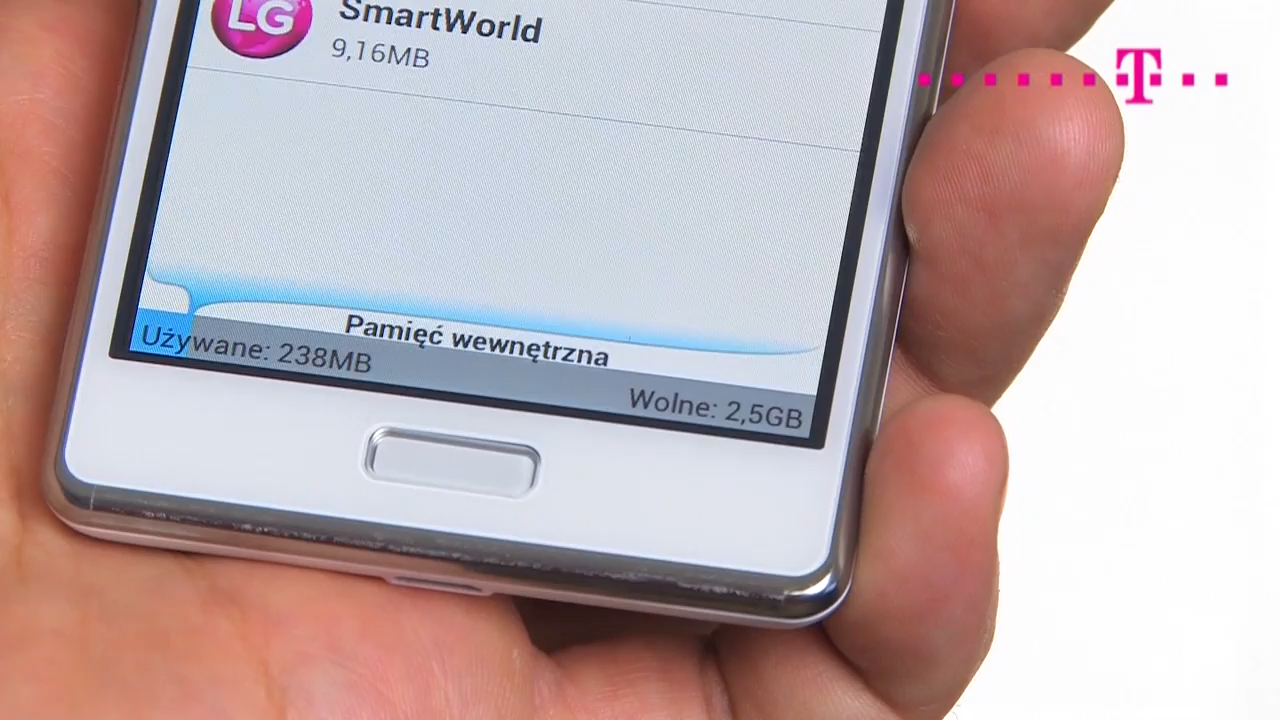 LG
SmartWorld
9,16MB
T
Pamięć wewnętrzna
Używane: 238MB
Wolne: 2,5GB